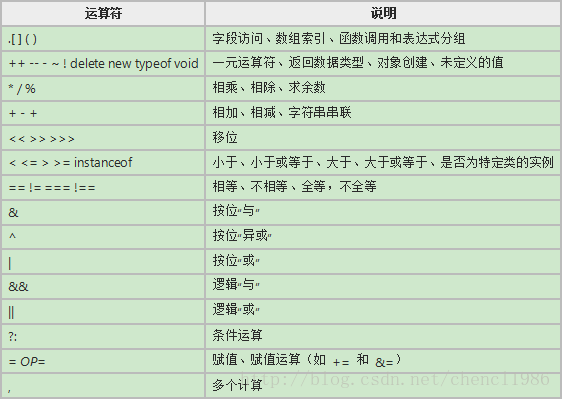 运算符 说明
.[ ] ( ) 字段访问、数组索引、函数调用和表达式分组
++ -- - ~ ! delete new typeof void 一元运算符、返回数据类型、对象创建、未定义的值
* / % 相乘、相除、求余数
+ - + 相加、相减、字符串串联
<< >> >>> 移位
< <= > >= instanceof 小于、小于或等于、大于、大于或等于、是否为特定类的实例
== != === !== 相等、不相等、全等，不全等
& 按位“与”
^ 按位“异或”
| 按位“或”
&& 逻辑“与”
|| 逻辑“或”
?: 条件运算
= OP= 赋值、赋值运算（如 += 和 &=）
, 多个计算
http://blog.csdn.net/chencl1986